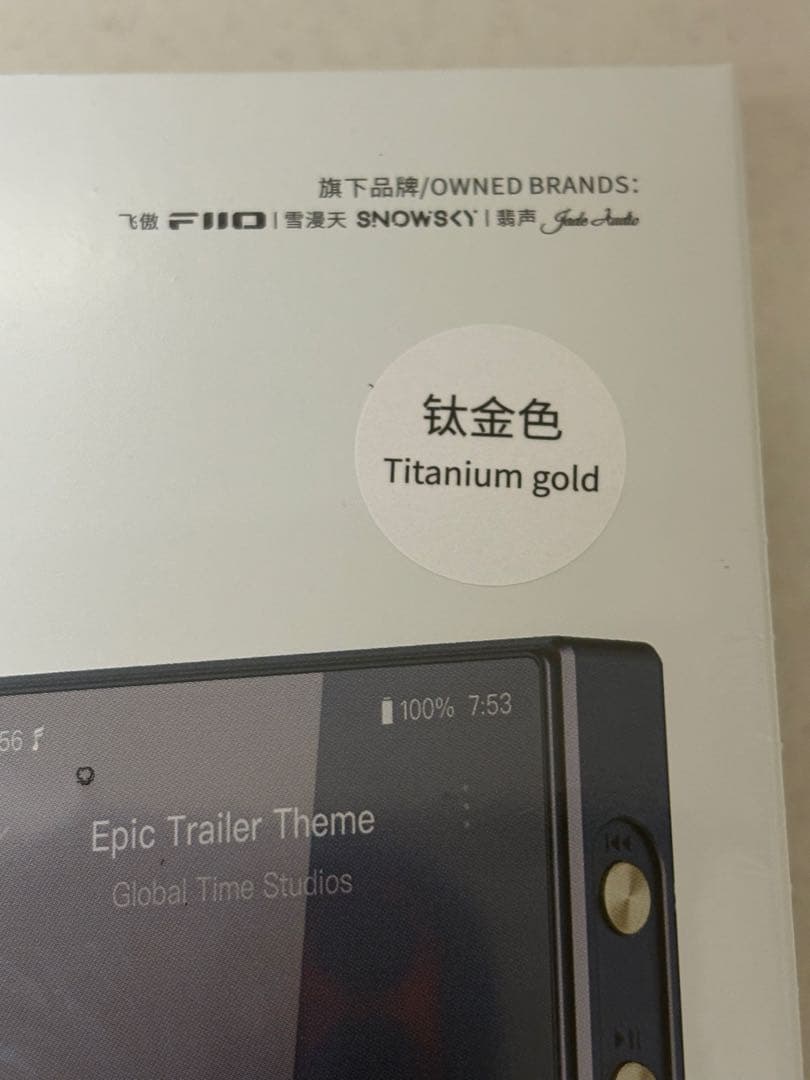 旗下品牌/OWNED BRANDS:
飞傲 FIIO | 雪漫天 SNOWSKY | 翡声 Jade Audio
钛金色
Titanium gold
56 100% 7:53
Epic Trailer Theme
Global Time Studios